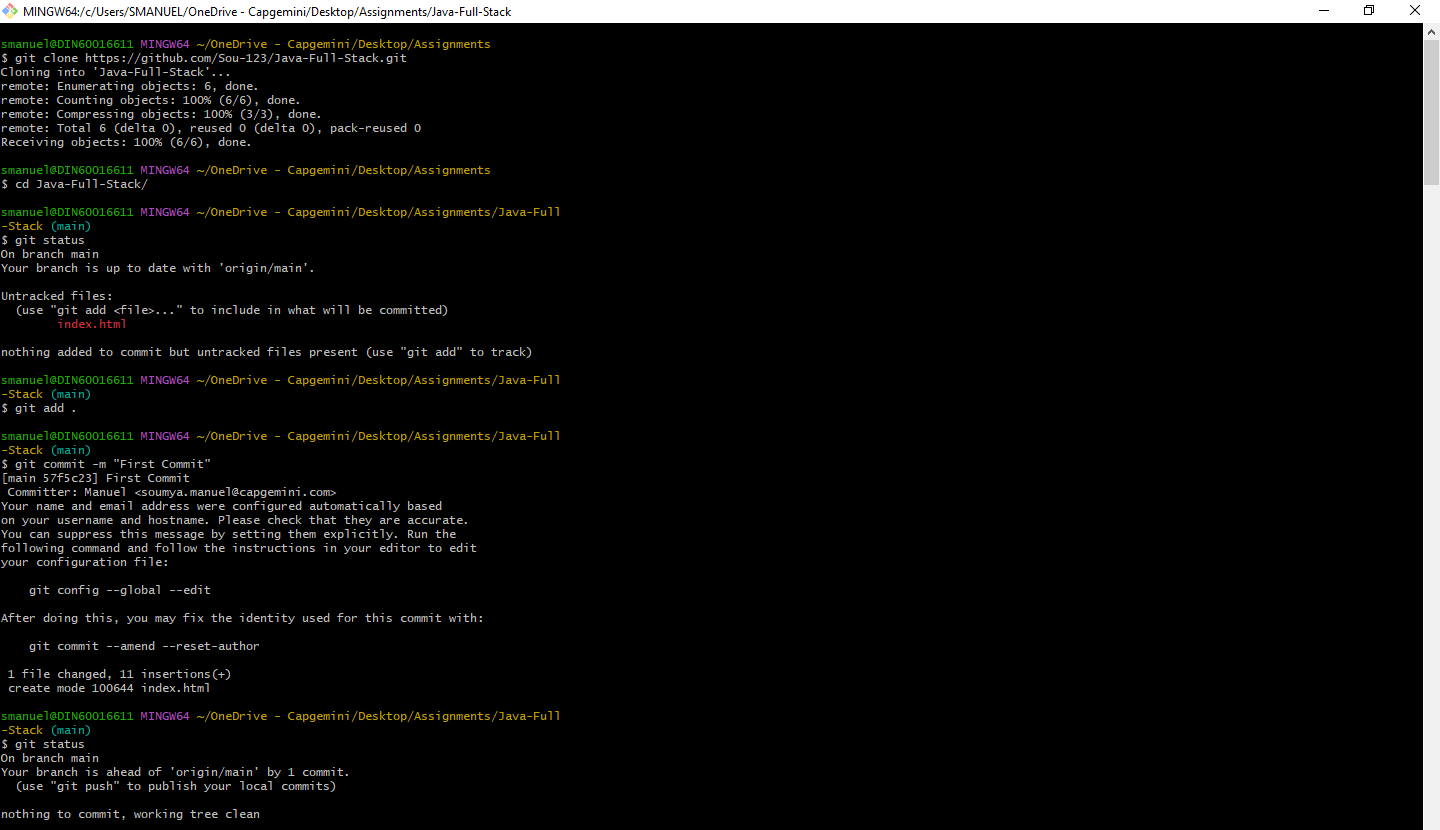 MINGW64:/c/Users/SMANUEL/OneDrive - Capgemini/Desktop/Assignments/Java-Full-Stack
smanuel@DIN60016611 MINGW64 ~/OneDrive - Capgemini/Desktop/Assignments
$ git clone https://github.com/Sou-123/Java-Full-Stack.git
Cloning into 'Java-Full-Stack'...
remote: Enumerating objects: 6, done.
remote: Counting objects: 100% (6/6), done.
remote: Compressing objects: 100% (3/3), done.
remote: Total 6 (delta 0), reused 0 (delta 0), pack-reused 0
Receiving objects: 100% (6/6), done.
smanuel@DIN60016611 MINGW64 ~/OneDrive - Capgemini/Desktop/Assignments
$ cd Java-Full-Stack/
smanuel@DIN60016611 MINGW64 ~/OneDrive - Capgemini/Desktop/Assignments/Java-Full
-Stack (main)
$ git status
On branch main
Your branch is up to date with 'origin/main'.
Untracked files:
  (use "git add <file>..." to include in what will be committed)
        index.html
nothing added to commit but untracked files present (use "git add" to track)
smanuel@DIN60016611 MINGW64 ~/OneDrive - Capgemini/Desktop/Assignments/Java-Full
-Stack (main)
$ git add .
smanuel@DIN60016611 MINGW64 ~/OneDrive - Capgemini/Desktop/Assignments/Java-Full
-Stack (main)
$ git commit -m "First Commit"
[main 57f5c23] First Commit
 Committer: Manuel <soumya.manuel@capgemini.com>
Your name and email address were configured automatically based
on your username and hostname. Please check that they are accurate.
You can suppress this message by setting them explicitly. Run the
following command and follow the instructions in your editor to edit
your configuration file:
    git config --global --edit
After doing this, you may fix the identity used for this commit with:
    git commit --amend --reset-author
 1 file changed, 11 insertions(+)
 create mode 100644 index.html
smanuel@DIN60016611 MINGW64 ~/OneDrive - Capgemini/Desktop/Assignments/Java-Full
-Stack (main)
$ git status
On branch main
Your branch is ahead of 'origin/main' by 1 commit.
  (use "git push" to publish your local commits)
nothing to commit, working tree clean